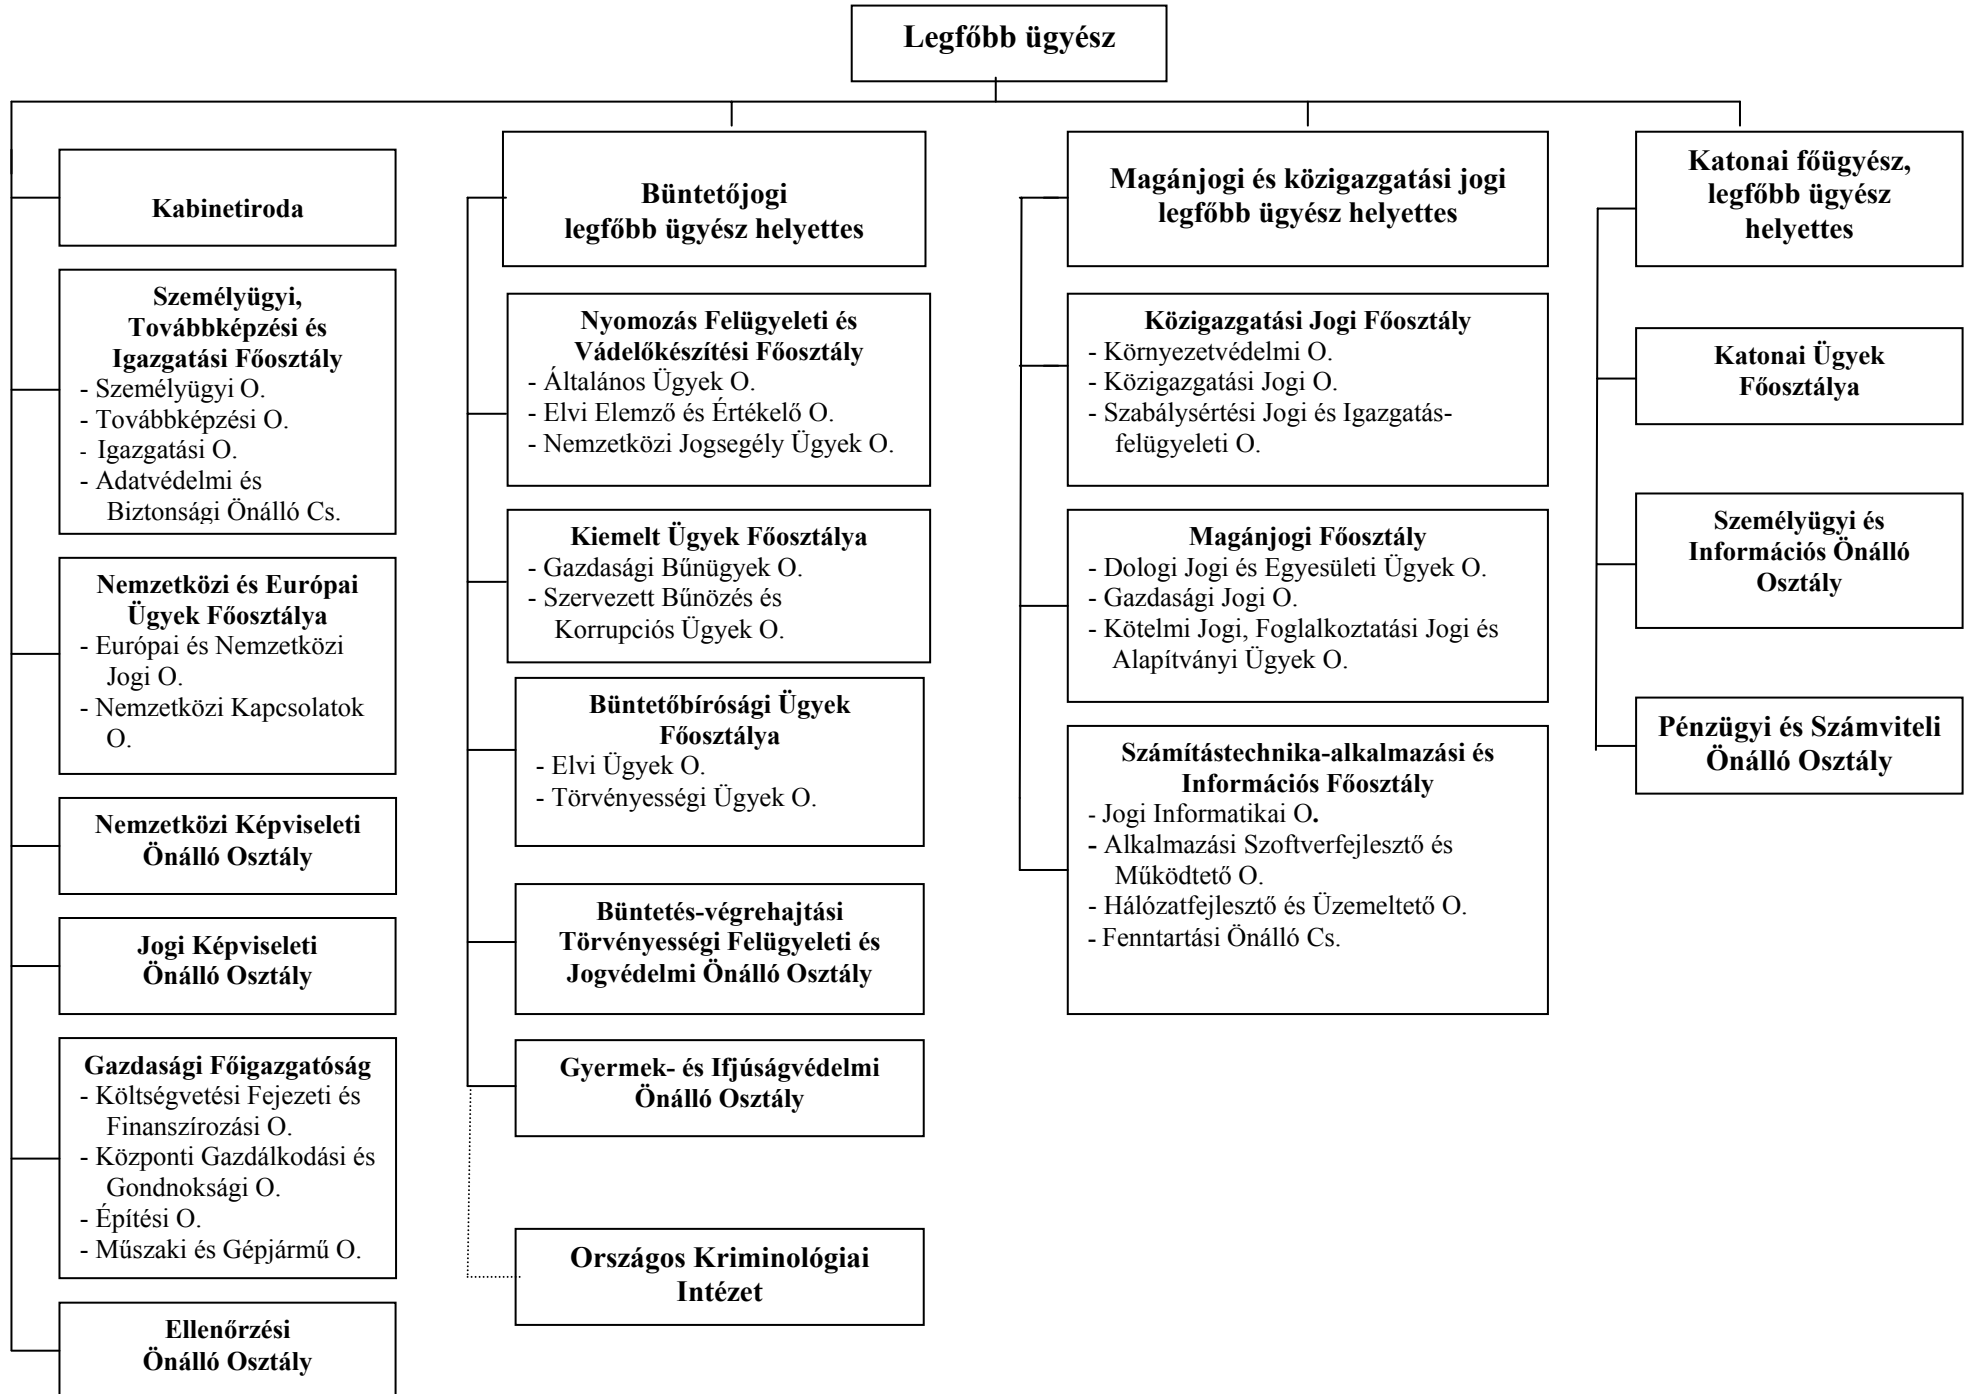 Legfőbb ügyész
Kabinetiroda
Személyügyi,
Továbbképzési és
Igazgatási Főosztály
- Személyügyi O.
- Továbbképzési O.
- Igazgatási O.
- Adatvédelmi és
Biztonsági Önálló Cs.
Nemzetközi és Európai
Ügyek Főosztálya
- Európai és Nemzetközi
Jogi O.
- Nemzetközi Kapcsolatok
O.
Nemzetközi Képviseleti
Önálló Osztály
Jogi Képviseleti
Önálló Osztály
Gazdasági Főigazgatóság
- Költségvetési Fejezeti és
Finanszírozási O.
- Központi Gazdálkodási és
Gondnoksági O.
- Építési O.
- Műszaki és Gépjármű O.
Ellenőrzési
Önálló Osztály
Büntetőjogi
legfőbb ügyész helyettes
Nyomozás Felügyeleti és
Vádelőkészítési Főosztály
- Általános Ügyek O.
- Elvi Elemző és Értékelő O.
- Nemzetközi Jogsegély Ügyek O.
Kiemelt Ügyek Főosztálya
- Gazdasági Bűnügyek O.
- Szervezett Bűnözés és
Korrupciós Ügyek O.
Büntetőbírósági Ügyek
Főosztálya
- Elvi Ügyek O.
- Törvényességi Ügyek O.
Büntetés-végrehajtási
Törvényességi Felügyeleti és
Jogvédelmi Önálló Osztály
Gyermek- és Ifjúságvédelmi
Önálló Osztály
Országos Kriminológiai
Intézet
Magánjogi és közigazgatási jogi
legfőbb ügyész helyettes
Közigazgatási Jogi Főosztály
- Környezetvédelmi O.
- Közigazgatási Jogi O.
- Szabálysértési Jogi és Igazgatás-
felügyeleti O.
Magánjogi Főosztály
- Dologi Jogi és Egyesületi Ügyek O.
- Gazdasági Jogi O.
- Kötelmi Jogi, Foglalkoztatási Jogi és
Alapítványi Ügyek O.
Számítástechnika-alkalmazási és
Információs Főosztály
- Jogi Informatikai O.
- Alkalmazási Szoftverfejlesztő és
Működtető O.
- Hálózatfejlesztő és Üzemeltető O.
- Fenntartási Önálló Cs.
Katonai főügyész,
legfőbb ügyész
helyettes
Katonai Ügyek
Főosztálya
Személyügyi és
Információs Önálló
Osztály
Pénzügyi és Számviteli
Önálló Osztály